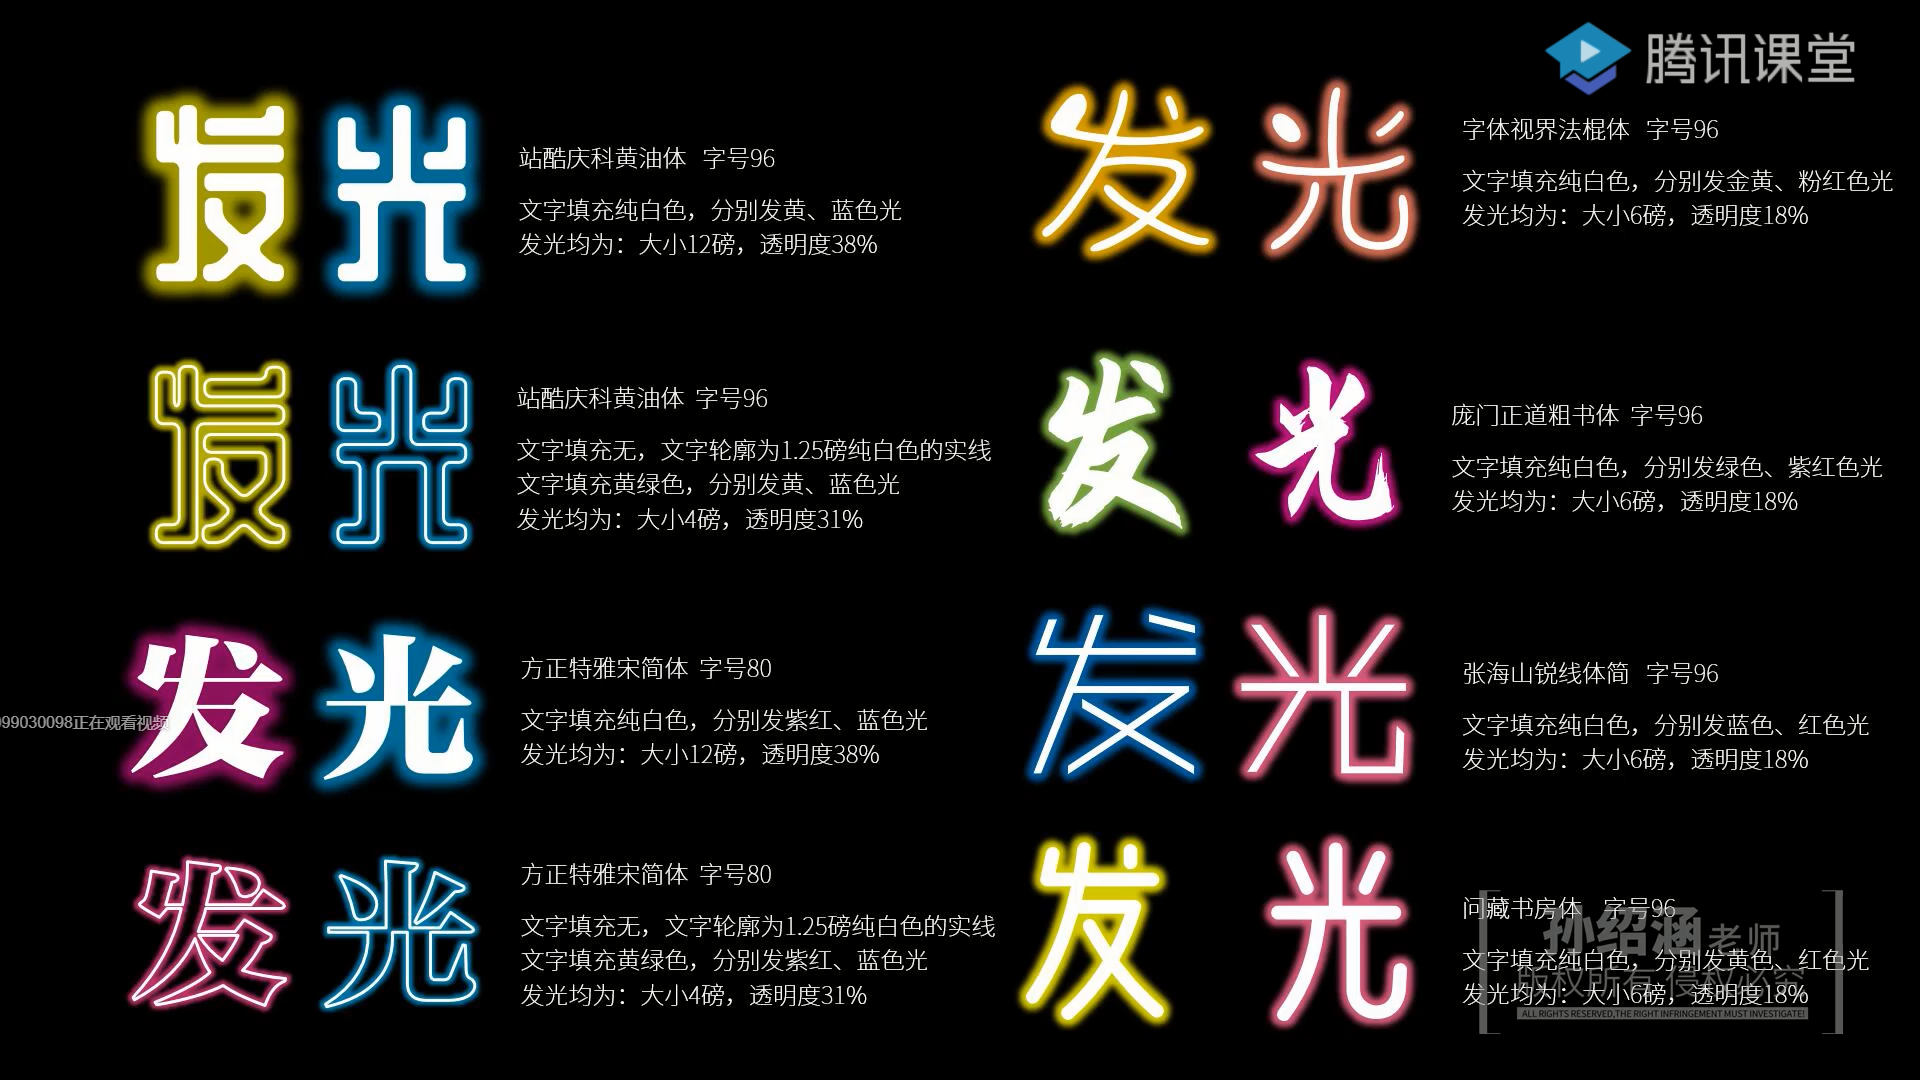 腾讯课堂
发光
站酷庆科黄油体 字号96
文字填充纯白色，分别发黄、蓝色光
发光均为：大小12磅，透明度38%
发光
站酷庆科黄油体 字号96
文字填充无，文字轮廓为1.25磅纯白色的实线
文字填充黄绿色，分别发黄、蓝色光
发光均为：大小4磅，透明度31%
发光
方正特雅宋简体 字号80
文字填充纯白色，分别发紫红、蓝色光
发光均为：大小12磅，透明度38%
99030098正在观看视频
发光
方正特雅宋简体 字号80
文字填充无，文字轮廓为1.25磅纯白色的实线
文字填充黄绿色，分别发紫红、蓝色光
发光均为：大小4磅，透明度31%
发光
字体视界法棍体 字号96
文字填充纯白色，分别发金黄、粉红色光
发光均为：大小6磅，透明度18%
发光
庞门正道粗书体 字号96
文字填充纯白色，分别发绿色、紫红色光
发光均为：大小6磅，透明度18%
发光
张海山锐线体简 字号96
文字填充纯白色，分别发蓝色、红色光
发光均为：大小6磅，透明度18%
发光
问藏书房体 字号96
文字填充纯白色，分别发黄色、红色光
发光均为：大小6磅，透明度18%
孙绍涵老师
版权所有 侵权必究
ALL RIGHTS RESERVED,THE RIGHT INFRINGEMENT MUST INVESTIGATE!